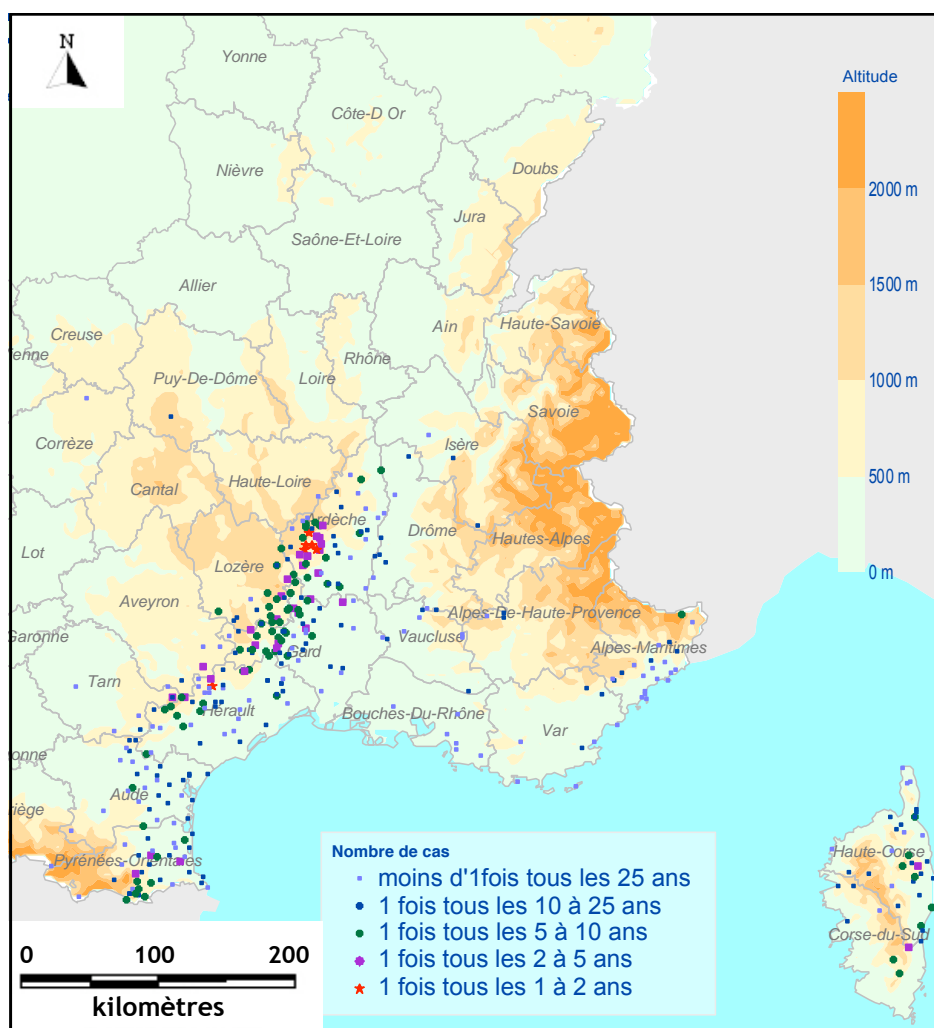 N
Yonne
Altitude
Côte-D Or
Nièvre
Doubs
2000 m
Jura
Saône-Et-Loire
Allier
1500 m
Ain
Haute-Savoie
Creuse
enne
Rhône
Puy-De-Dôme
Loire
1000 m
Savoie
Corrèze
Isère
500 m
Haute-Loire
Cantal
Ardèche
Drôme
Hautes-Alpes
Lot
Lozère
0 m
Aveyron
Alpes-De-Haute-Provence
Garonne
Vaucluse
Gard
Alpes-Maritimes
Tarn
Hérault
Bouches-Du-Rhône
Var
onne
Aude
riège
Pyrénées-Orientales
Haute-Corse
Corse-du-Sud
Nombre de cas
moins d'1fois tous les 25 ans
1 fois tous les 10 à 25 ans
1 fois tous les 5 à 10 ans
1 fois tous les 2 à 5 ans
1 fois tous les 1 à 2 ans
0 100 200
kilomètres